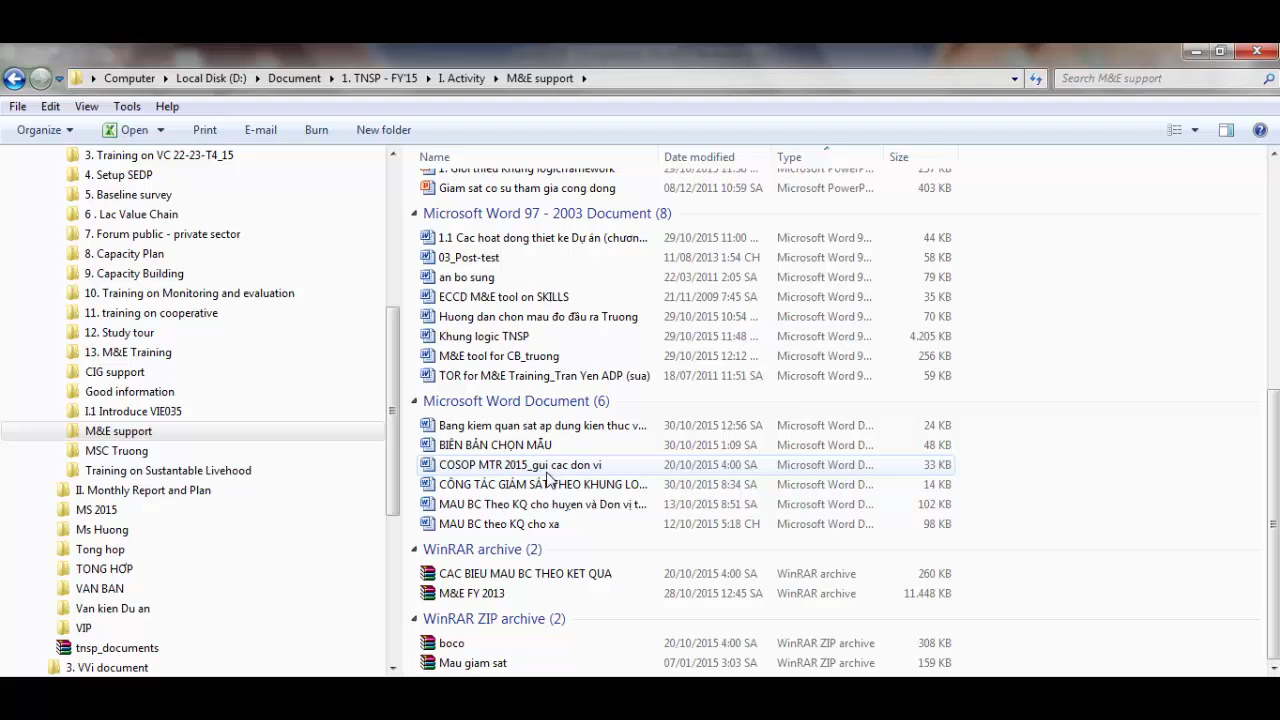 Computer Local Disk (D:) Document 1. TNSP - FY'15 I. Activity M&E support Search M&E support
File Edit View Tools Help
Organize Open Print E-mail Burn New folder
3. Training on VC 22-23-T4_15
4. Setup SEDP
5. Baseline survey
6 . Lac Value Chain
7. Forum public - private sector
8. Capacity Plan
9. Capacity Building
10. Training on Monitoring and evaluation
11. training on cooperative
12. Study tour
13. M&E Training
CIG support
Good information
I.1 Introduce VIE035
M&E support
MSC Truong
Training on Sustantable Livehood
II. Monthly Report and Plan
MS 2015
Ms Huong
Tong hop
TONG HỢP
VAN BAN
Van kien Du an
VIP
tnsp_documents
3. VVi documents
Name Date modified Type Size
1. Gioi thieu Khung logicframework 29/10/2015 11:38 ... Microsoft PowerP... 237 KB
Giam sat co su tham gia cong dong 08/12/2011 10:59 SA Microsoft PowerP... 403 KB
Microsoft Word 97 - 2003 Document (8)
1.1 Cac hoat dong thiet ke Dự án (chươn... 29/10/2015 11:00 ... Microsoft Word 9... 44 KB
03_Post-test 11/08/2013 1:54 CH Microsoft Word 9... 58 KB
an bo sung 22/03/2011 2:05 SA Microsoft Word 9... 79 KB
ECCD M&E tool on SKILLS 21/11/2009 7:45 SA Microsoft Word 9... 35 KB
Huong dan chon mau đo đầu ra Truong 29/10/2015 10:54 ... Microsoft Word 9... 70 KB
Khung logic TNSP 29/10/2015 11:48 ... Microsoft Word 9... 4.205 KB
M&E tool for CB_truong 29/10/2015 12:12 ... Microsoft Word 9... 256 KB
TOR for M&E Training_Tran Yen ADP (sua) 18/07/2011 11:51 SA Microsoft Word 9... 59 KB
Microsoft Word Document (6)
Bang kiem quan sat ap dung kien thuc v... 30/10/2015 12:56 SA Microsoft Word D... 24 KB
BIÊN BẢN CHỌN MẪU 30/10/2015 1:09 SA Microsoft Word D... 48 KB
COSOP MTR 2015_gui cac don vi 20/10/2015 4:00 SA Microsoft Word D... 33 KB
CÔNG TÁC GIÁM SÁT THEO KHUNG LO... 30/10/2015 8:34 SA Microsoft Word D... 14 KB
MAU BC Theo KQ cho huyen và Don vị t... 13/10/2015 8:51 SA Microsoft Word D... 102 KB
MAU BC theo KQ cho xa 12/10/2015 5:18 CH Microsoft Word D... 98 KB
WinRAR archive (2)
CAC BIEU MAU BC THEO KET QUA 20/10/2015 4:00 SA WinRAR archive 260 KB
M&E FY 2013 28/10/2015 12:45 SA WinRAR archive 11.448 KB
WinRAR ZIP archive (2)
boco 20/10/2015 4:00 SA WinRAR ZIP archive 308 KB
Mau giam sat 07/01/2015 3:03 SA WinRAR ZIP archive 159 KB